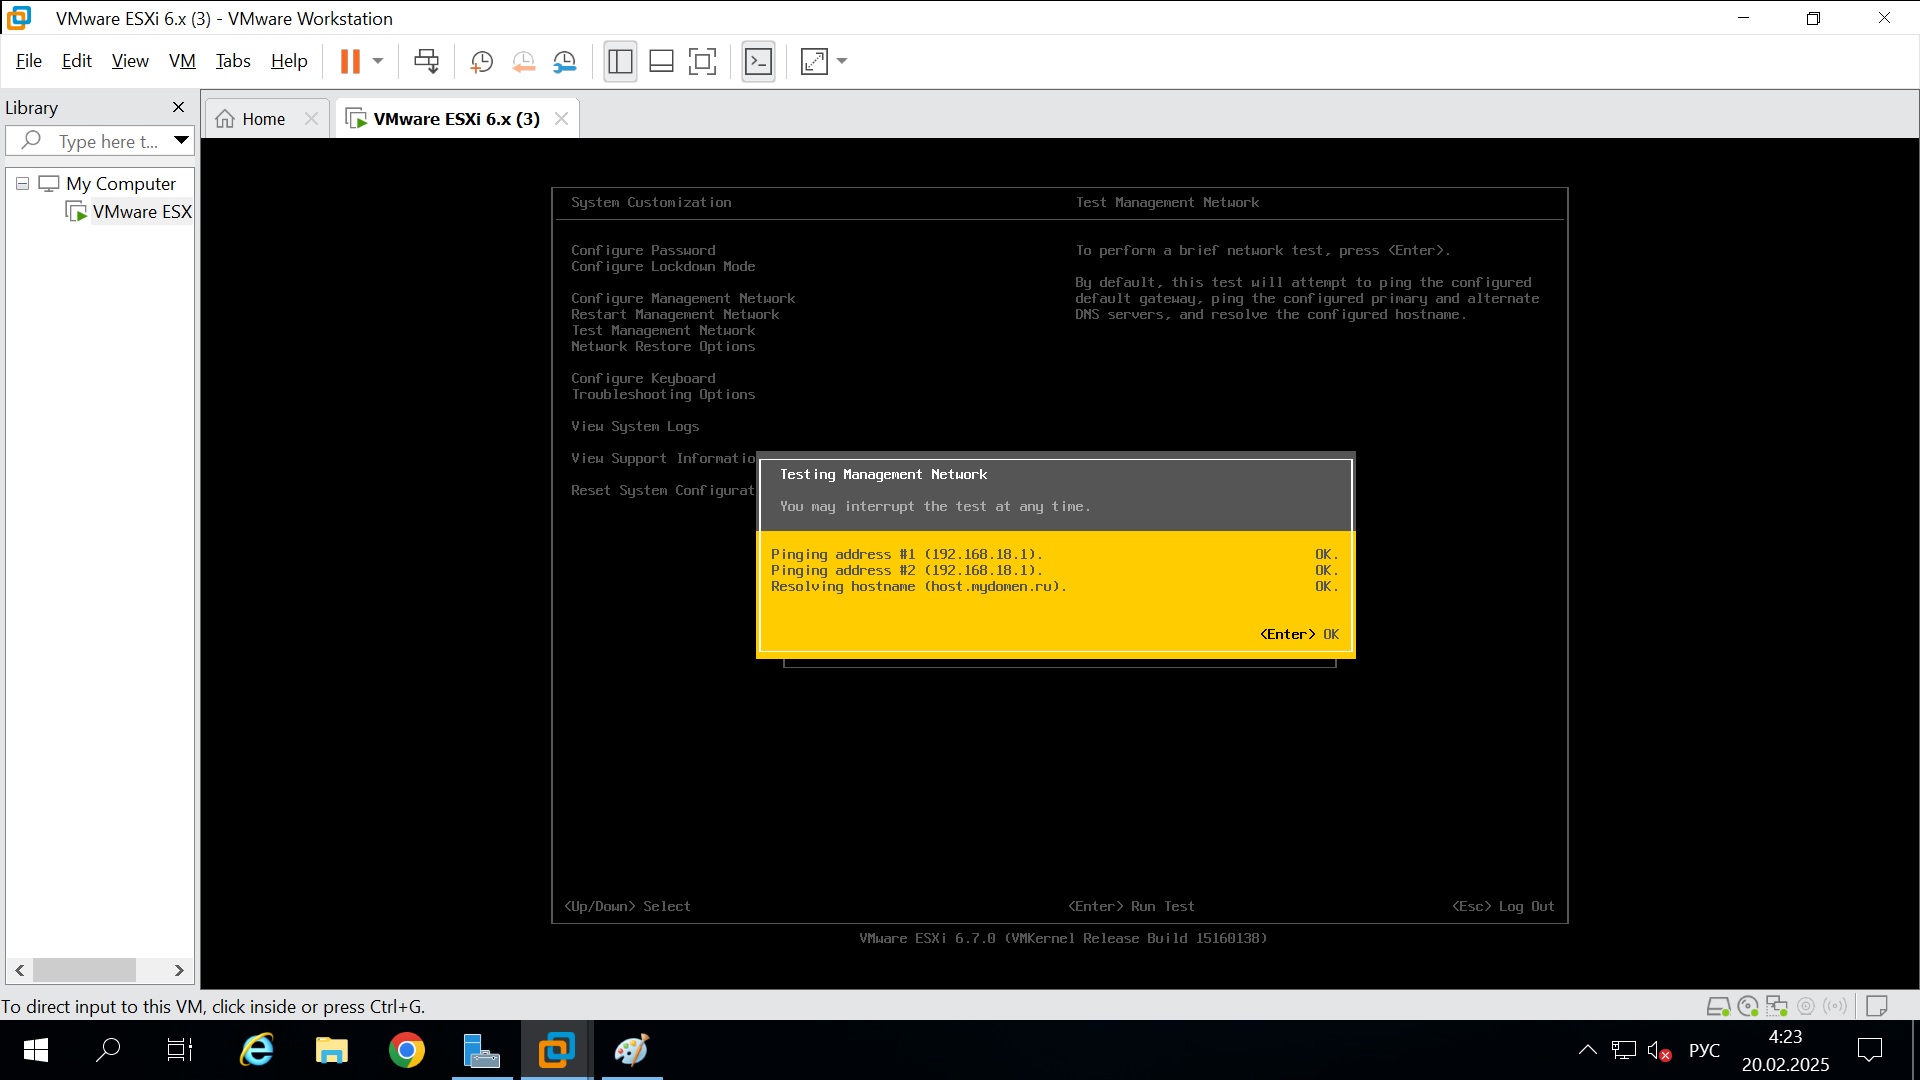 VMware ESXi 6.x (3) - VMware Workstation
File Edit View VM Tabs Help
Library
Type here t...
My Computer
VMware ESX
Home
VMware ESXi 6.x (3)
System Customization
Test Management Network
Configure Password
Configure Lockdown Mode
Configure Management Network
Restart Management Network
Test Management Network
Network Restore Options
Configure Keyboard
Troubleshooting Options
View System Logs
View Support Informatio
Reset System Configurat
To perform a brief network test, press <Enter>.
By default, this test will attempt to ping the configured
default gateway, ping the configured primary and alternate
DNS servers, and resolve the configured hostname.
Testing Management Network
You may interrupt the test at any time.
Pinging address #1 (192.168.18.1). OK.
Pinging address #2 (192.168.18.1). OK.
Resolving hostname (host.mydomen.ru). OK.
<Enter> OK
<Up/Down> Select
<Enter> Run Test
<Esc> Log Out
VMware ESXi 6.7.0 (VMKernel Release Build 15160138)
To direct input to this VM, click inside or press Ctrl+G.
РУС
4:23
20.02.2025